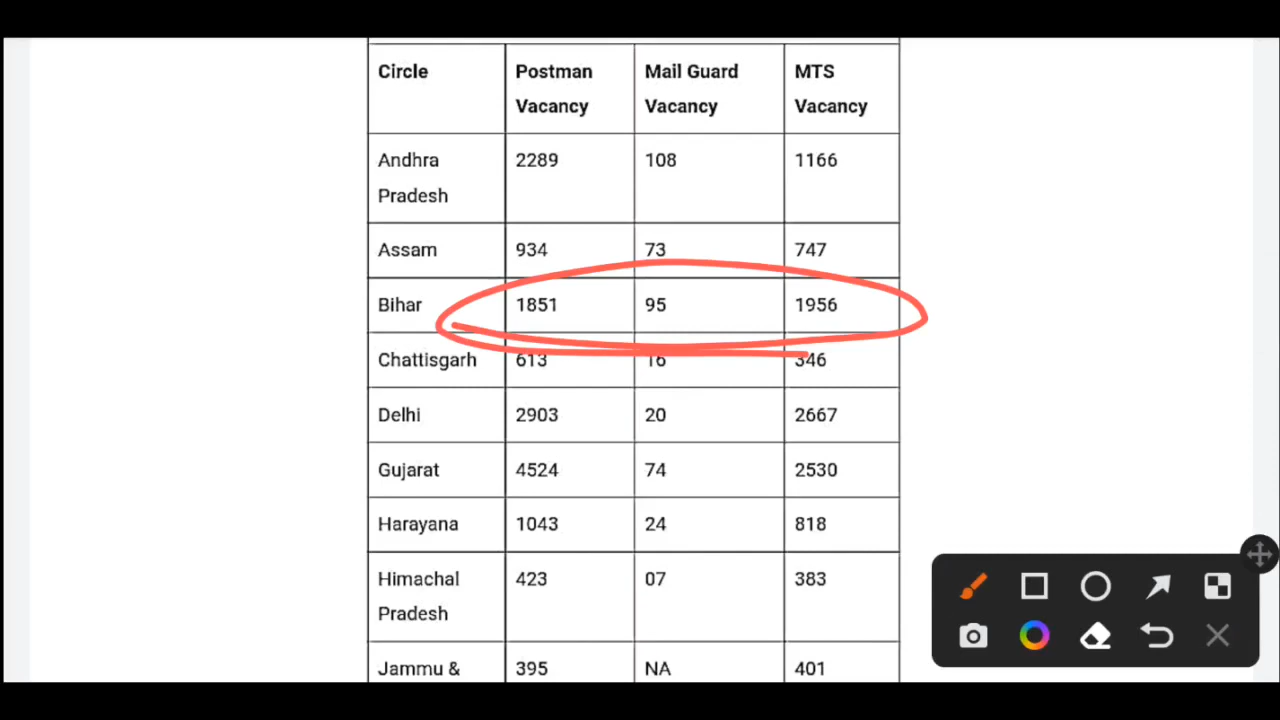 Circle Postman Mail Guard MTS
Vacancy Vacancy Vacancy
Andhra 2289 108 1166
Pradesh
Assam 934 73 747
Bihar 1851 95 1956
Chattisgarh 613 16 346
Delhi 2903 20 2667
Gujarat 4524 74 2530
Harayana 1043 24 818
Himachal 423 07 383
Pradesh
Jammu & 395 NA 401